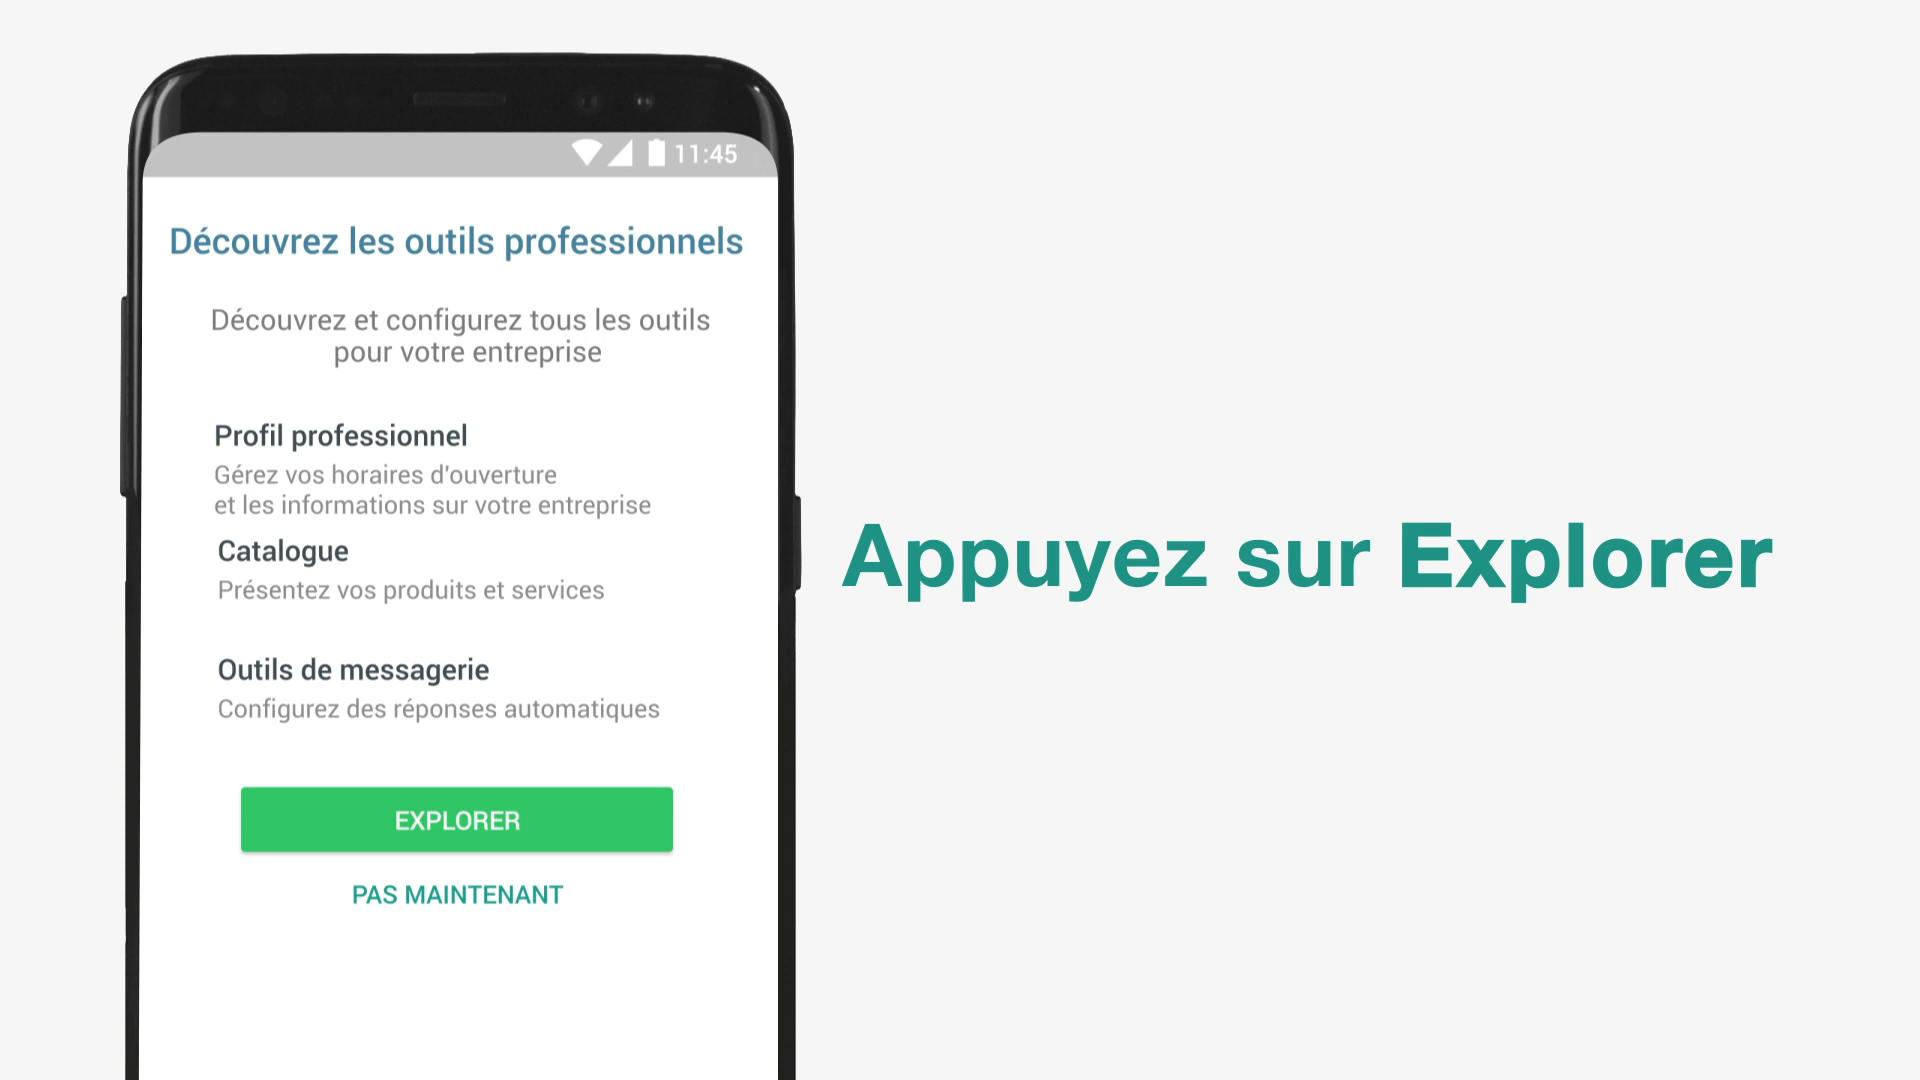 11:45
Découvrez les outils professionnels
Découvrez et configurez tous les outils
pour votre entreprise
Profil professionnel
Gérez vos horaires d'ouverture
et les informations sur votre entreprise
Catalogue
Présentez vos produits et services
Outils de messagerie
Configurez des réponses automatiques
EXPLORER
PAS MAINTENANT
Appuyez sur Explorer